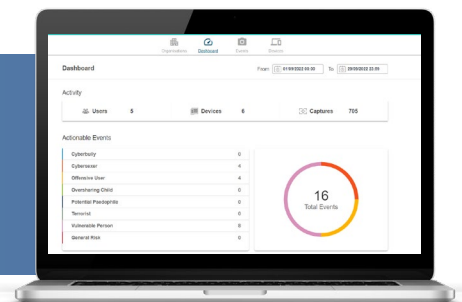 Organisations Dashboard Events
Dashboard From: To
Activity
Users 5 Devices 6 Captures 705
Actionable Events
Cyberbully 0
Cybersexer 4
Offensive User 4
Oversharing Child 0
Potential Paedophile 0
Terrorist 0
Vulnerable Person 8
General Risk 0
16
Total Events